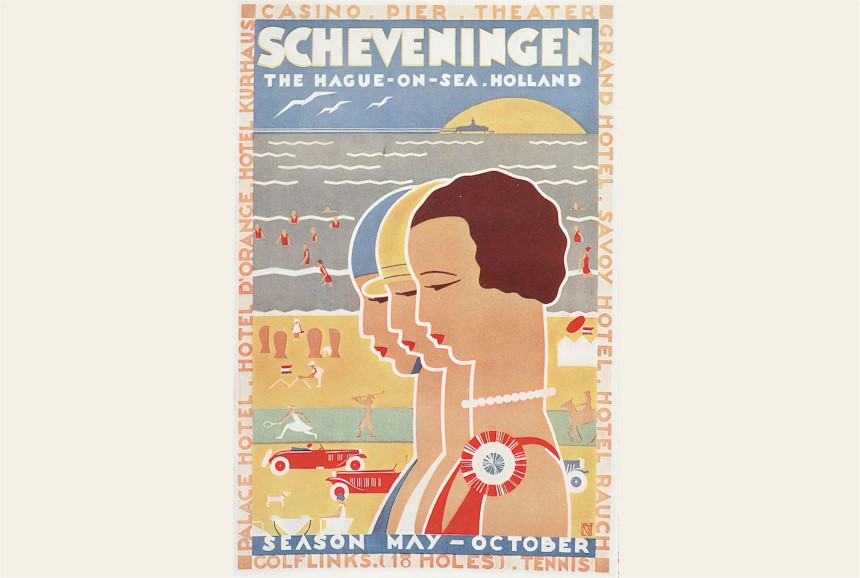 CASINO . PIER . THEATER
SCHEVENINGEN
THE HAGUE-ON-SEA . HOLLAND
PALACE HOTEL . HOTEL D'ORANGE . HOTEL KURHAUS
GRAND HOTEL . SAVOY HOTEL . HOTEL RAUCH
SEASON MAY - OCTOBER
GOLFLINKS . (18 HOLES) . TENNIS